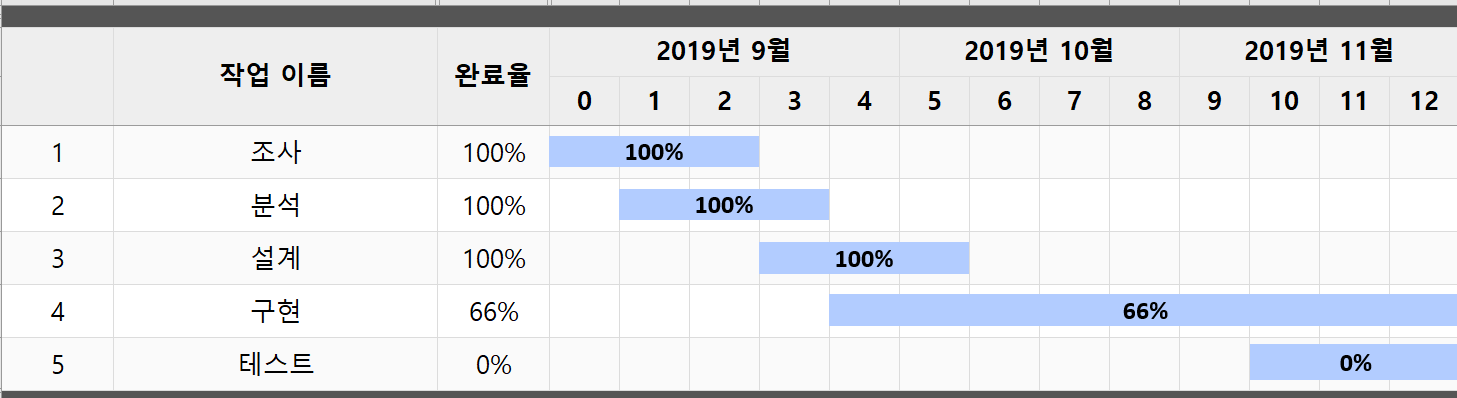 작업 이름 완료율 2019년 9월 2019년 10월 2019년 11월
0 1 2 3 4 5 6 7 8 9 10 11 12
1 조사 100% 100%
2 분석 100% 100%
3 설계 100% 100%
4 구현 66% 66%
5 테스트 0% 0%